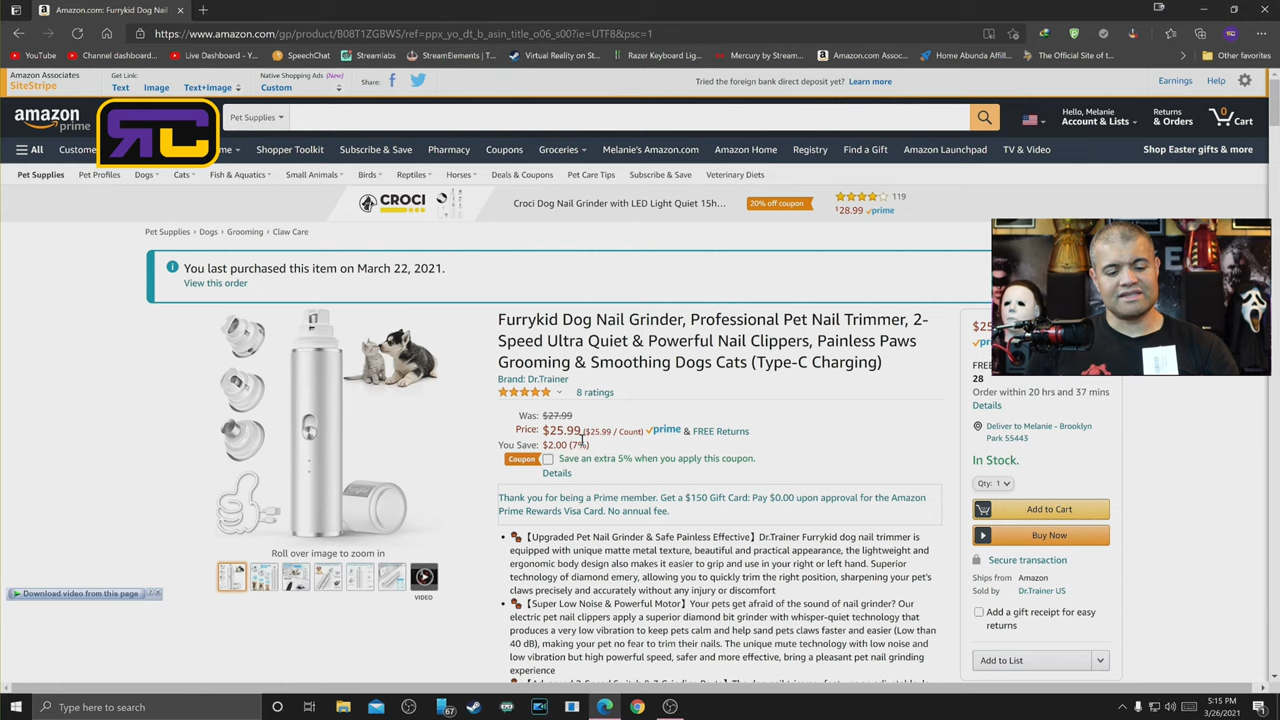 Amazon.com: Furrykid Dog Nail
https://www.amazon.com/gp/product/B08T1ZGBWS/ref=ppx_yo_dt_b_asin_title_o06_s00?ie=UTF8&psc=1
YouTube
Channel dashboard...
Live Dashboard - Y...
SpeechChat
Streamlabs
Streamlabs
Virtual Reality on St...
Razer Keyboard Lig...
Mercury by Stream...
Amazon.com Assoc...
Home Abunda Affili...
The Official Site of t...
Other favorites
Amazon Associates
SiteStripe
Get Link:
Text
Image
Text+Image
Native Shopping Ads (New)
Custom
Share:
Tried the foreign bank direct deposit yet? Learn more
Earnings
Help
amazon
prime
RC
Pet Supplies
Hello, Melanie
Account & Lists
Returns
& Orders
0
Cart
All
Custome
me
Shopper Toolkit
Subscribe & Save
Pharmacy
Coupons
Groceries
Melanie's Amazon.com
Amazon Home
Registry
Find a Gift
Amazon Launchpad
TV & Video
Shop Easter gifts & more
Pet Supplies
Pet Profiles
Dogs
Cats
Fish & Aquatics
Small Animals
Birds
Reptiles
Horses
Deals & Coupons
Pet Care Tips
Subscribe & Save
Veterinary Diets
CROCI
Croci Dog Nail Grinder with LED Light Quiet 15h...
20% off coupon
119
$28.99 prime
Pet Supplies › Dogs › Grooming › Claw Care
You last purchased this item on March 22, 2021.
View this order
Furrykid Dog Nail Grinder, Professional Pet Nail Trimmer, 2-
Speed Ultra Quiet & Powerful Nail Clippers, Painless Paws
Grooming & Smoothing Dogs Cats (Type-C Charging)
Brand: Dr.Trainer
8 ratings
Was: $27.99
Price: $25.99 ($25.99 / Count) prime & FREE Returns
You Save: $2.00 (7%)
Coupon
Save an extra 5% when you apply this coupon.
Details
Thank you for being a Prime member. Get a $150 Gift Card: Pay $0.00 upon approval for the Amazon
Prime Rewards Visa Card. No annual fee.
• 【Upgraded Pet Nail Grinder & Safe Painless Effective】Dr.Trainer Furrykid dog nail trimmer is
equipped with unique matte metal texture, beautiful and practical appearance, the lightweight and
ergonomic body design also makes it easier to grip and use in your right or left hand. Superior
technology of diamond emery, allowing you to quickly trim the right position, sharpening your pet's
claws precisely and accurately without any injury or discomfort
• 【Super Low Noise & Powerful Motor】Your pets get afraid of the sound of nail grinder? Our
electric pet nail clippers apply a superior diamond bit grinder with whisper-quiet technology that
produces a very low vibration to keep pets calm and help sand pets claws faster and easier (Low than
40 dB), making your pet no fear to trim their nails. The unique mute technology with low noise and
low vibration but high powerful speed, safer and more effective, bring a pleasant pet nail grinding
experience
Roll over image to zoom in
VIDEO
Download video from this page
$25
FREE
28
Order within 20 hrs and 37 mins
Details
Deliver to Melanie - Brooklyn
Park 55443
In Stock.
Qty: 1
Add to Cart
Buy Now
Secure transaction
Ships from Amazon
Sold by Dr.Trainer US
Add a gift receipt for easy
returns
Add to List
Type here to search
67
5:15 PM
3/26/2021